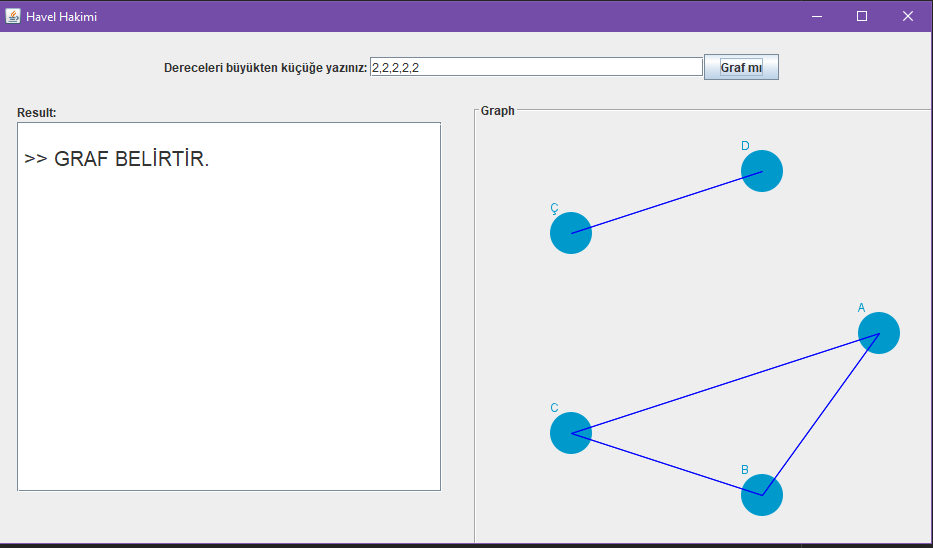 Havel Hakimi
Dereceleri büyükten küçüğe yazınız: 2,2,2,2,2 Graf mı
Result:
>> GRAF BELİRTİR.
Graph
D
Ç
A
C
B